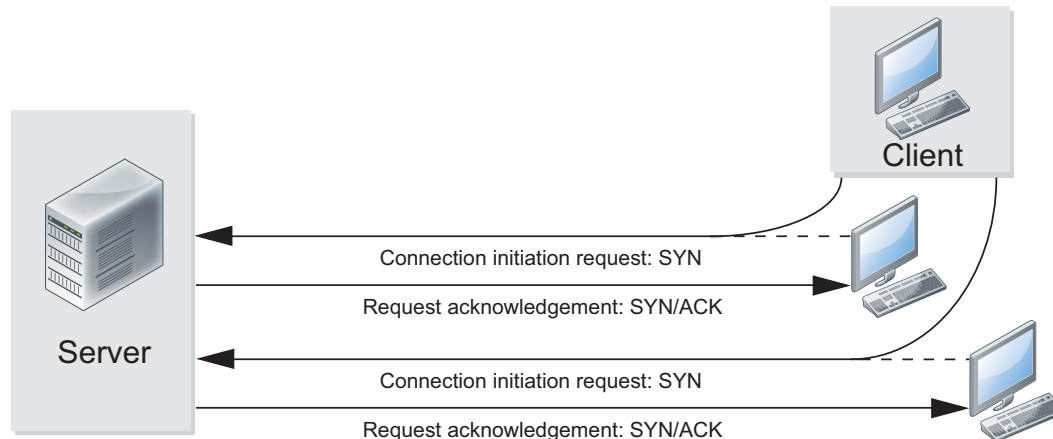 Client
Connection initiation request: SYN
Request acknowledgement: SYN/ACK
Server
Connection initiation request: SYN
Request acknowledgement: SYN/ACK